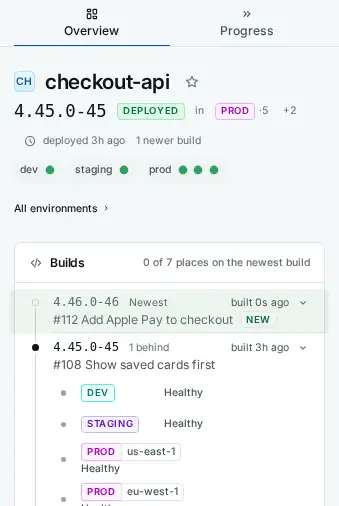 Overview
Progress
CH checkout-api
4.45.0-45 DEPLOYED in PROD ·5 +2
deployed 3h ago 1 newer build
dev staging prod
All environments
Builds 0 of 7 places on the newest build
4.46.0-46 Newest built 0s ago
#112 Add Apple Pay to checkout NEW
4.45.0-45 1 behind built 3h ago
#108 Show saved cards first
DEV Healthy
STAGING Healthy
PROD us-east-1
Healthy
PROD eu-west-1